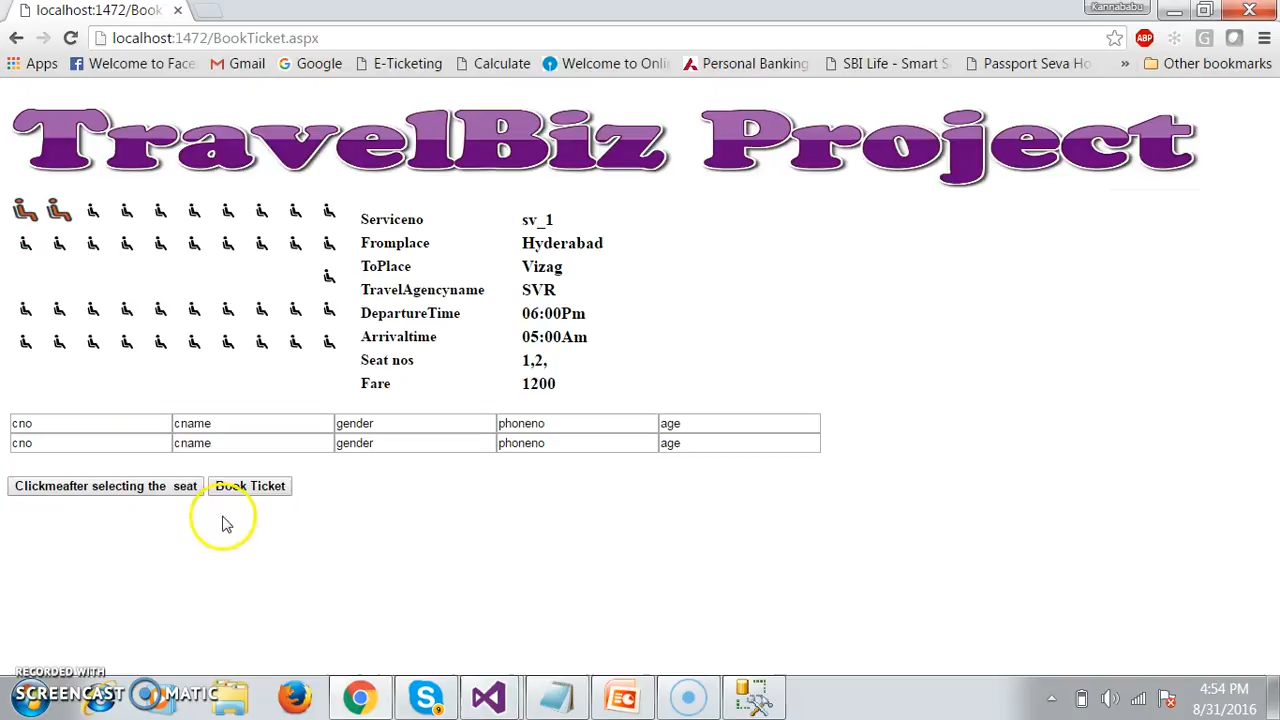 localhost:1472/Book
Kannababu
localhost:1472/BookTicket.aspx
ABP
Apps Welcome to Face Gmail Google E-Ticketing Calculate Welcome to Onli Personal Banking SBI Life - Smart S Passport Seva Ho » Other bookmarks
TravelBiz Project
Serviceno sv_1
Fromplace Hyderabad
ToPlace Vizag
TravelAgencyname SVR
DepartureTime 06:00Pm
Arrivaltime 05:00Am
Seat nos 1,2,
Fare 1200
cno cname gender phoneno age
cno cname gender phoneno age
Clickmeafter selecting the seat Book Ticket
RECORDED WITH
SCREENCAST MATIC
4:54 PM
8/31/2016